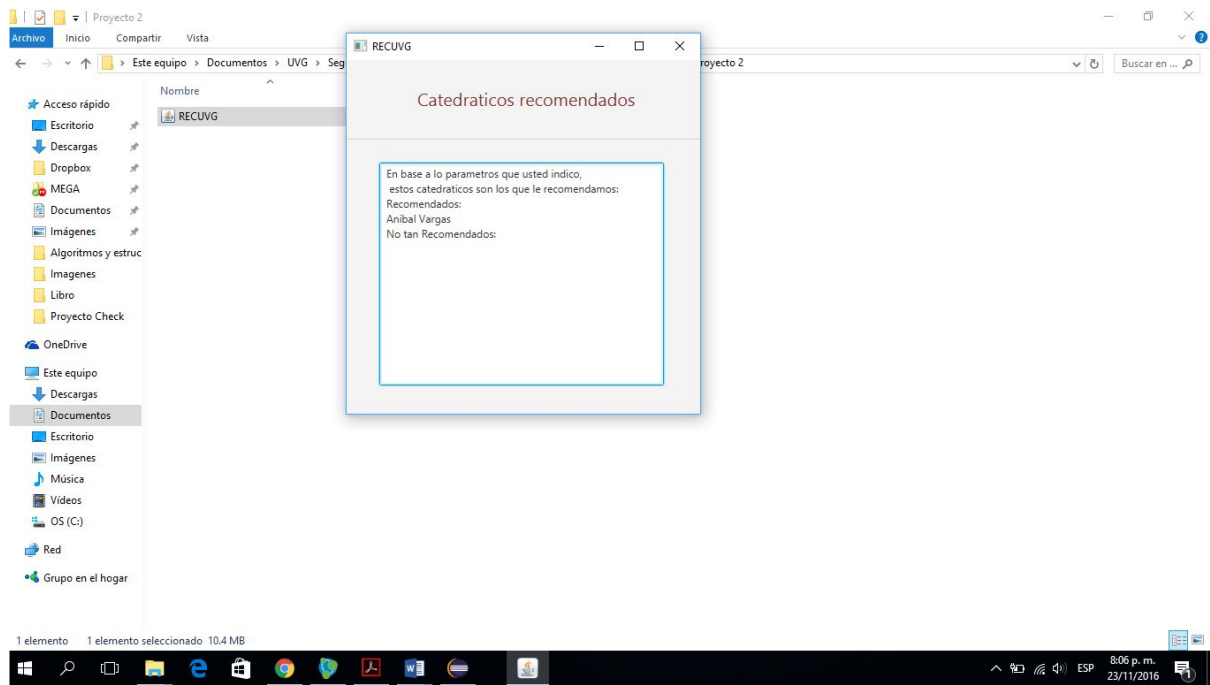 Proyecto 2
Archivo Inicio Compartir Vista
Este equipo Documentos UVG Seg
royecto 2
Buscar en ...
Acceso rápido
Escritorio
Descargas
Dropbox
MEGA
Documentos
Imágenes
Algoritmos y estruc
Imagenes
Libro
Proyecto Check
OneDrive
Este equipo
Descargas
Documentos
Escritorio
Imágenes
Música
Vídeos
OS (C:)
Red
Grupo en el hogar
Nombre
RECUVG
RECUVG
Catedraticos recomendados
En base a lo parametros que usted indico,
estos catedraticos son los que le recomendamos:
Recomendados:
Anibal Vargas
No tan Recomendados:
1 elemento 1 elemento seleccionado 10.4 MB
ESP
8:06 p. m.
23/11/2016
1